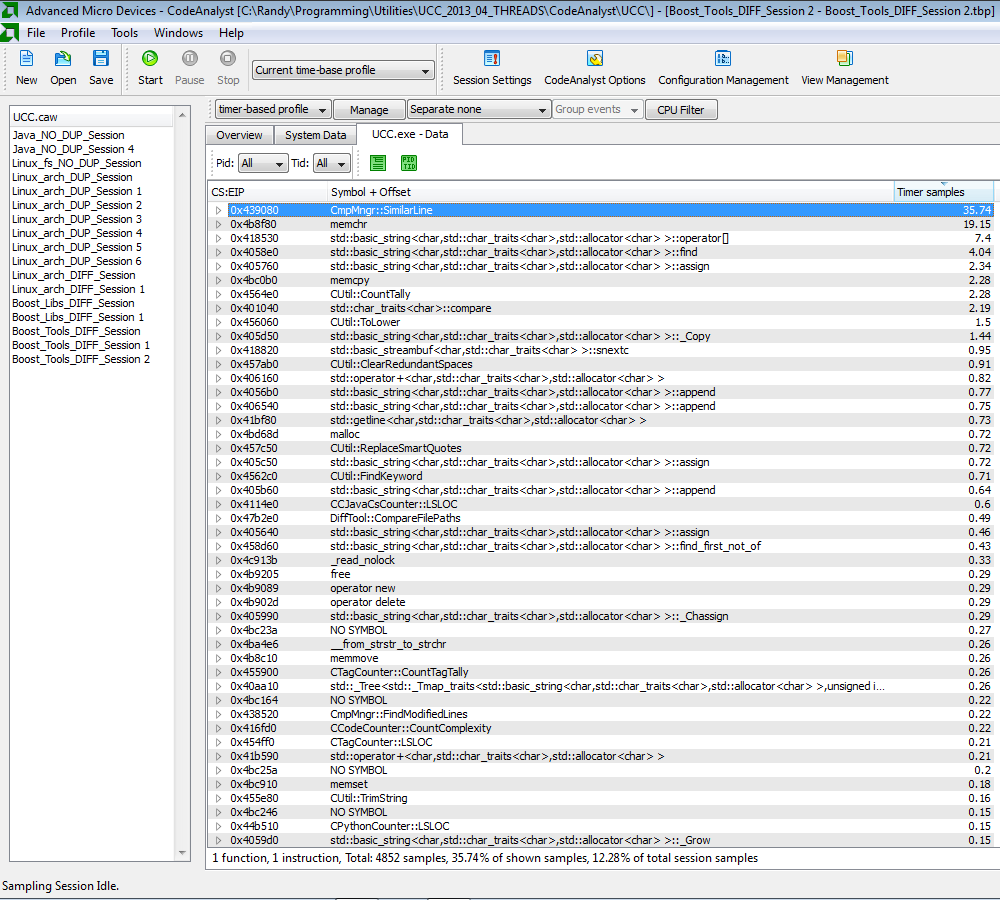 Advanced Micro Devices - CodeAnalyst [C:\Randy\Programming\Utilities\UCC_2013_04_THREADS\CodeAnalyst\UCC\] - [Boost_Tools_DIFF_Session 2 - Boost_Tools_DIFF_Session 2.tbp]
File Profile Tools Windows Help
New Open Save Start Pause Stop Current time-base profile Session Settings CodeAnalyst Options Configuration Management View Management
UCC.caw
Java_NO_DUP_Session
Java_NO_DUP_Session 4
Linux_fs_NO_DUP_Session
Linux_arch_DUP_Session
Linux_arch_DUP_Session 1
Linux_arch_DUP_Session 2
Linux_arch_DUP_Session 3
Linux_arch_DUP_Session 4
Linux_arch_DUP_Session 5
Linux_arch_DUP_Session 6
Linux_arch_DIFF_Session
Linux_arch_DIFF_Session 1
Boost_Libs_DIFF_Session
Boost_Libs_DIFF_Session 1
Boost_Tools_DIFF_Session
Boost_Tools_DIFF_Session 1
Boost_Tools_DIFF_Session 2
timer-based profile Manage Separate none Group events CPU Filter
Overview System Data UCC.exe - Data
Pid: All Tid: All PID TID
CS:EIP Symbol + Offset Timer samples
0x439080 CmpMngr::SimilarLine 35.74
0x4b8f80 memchr 19.15
0x418530 std::basic_string<char,std::char_traits<char>,std::allocator<char> >::operator[] 7.4
0x4058e0 std::basic_string<char,std::char_traits<char>,std::allocator<char> >::find 4.04
0x405760 std::basic_string<char,std::char_traits<char>,std::allocator<char> >::assign 2.34
0x4bc0b0 memcpy 2.28
0x4564e0 CUtil::CountTally 2.28
0x401040 std::char_traits<char>::compare 2.19
0x456060 CUtil::ToLower 1.5
0x405d50 std::basic_string<char,std::char_traits<char>,std::allocator<char> >::_Copy 1.44
0x418820 std::basic_streambuf<char,std::char_traits<char> >::snextc 0.95
0x457ab0 CUtil::ClearRedundantSpaces 0.91
0x406160 std::operator+<char,std::char_traits<char>,std::allocator<char> > 0.82
0x4056b0 std::basic_string<char,std::char_traits<char>,std::allocator<char> >::append 0.77
0x406540 std::basic_string<char,std::char_traits<char>,std::allocator<char> >::append 0.75
0x41bf80 std::getline<char,std::char_traits<char>,std::allocator<char> > 0.73
0x4bd68d malloc 0.72
0x457c50 CUtil::ReplaceSmartQuotes 0.72
0x405c50 std::basic_string<char,std::char_traits<char>,std::allocator<char> >::assign 0.72
0x4562c0 CUtil::FindKeyword 0.71
0x405b60 std::basic_string<char,std::char_traits<char>,std::allocator<char> >::append 0.64
0x4114e0 CCJavaCsCounter::LSLOC 0.6
0x47b2e0 DiffTool::CompareFilePaths 0.49
0x405640 std::basic_string<char,std::char_traits<char>,std::allocator<char> >::assign 0.46
0x458d60 std::basic_string<char,std::char_traits<char>,std::allocator<char> >::find_first_not_of 0.43
0x4c913b _read_nolock 0.33
0x4b9205 free 0.29
0x4b9089 operator new 0.29
0x4b902d operator delete 0.29
0x405990 std::basic_string<char,std::char_traits<char>,std::allocator<char> >::_Chassign 0.29
0x4bc23a NO SYMBOL 0.27
0x4ba4e6 __from_strstr_to_strchr 0.26
0x4b8c10 memmove 0.26
0x455900 CTagCounter::CountTagTally 0.26
0x40aa10 std::_Tree<std::_Tmap_traits<std::basic_string<char,std::char_traits<char>,std::allocator<char> >,unsigned i... 0.26
0x4bc164 NO SYMBOL 0.22
0x438520 CmpMngr::FindModifiedLines 0.22
0x416fd0 CCodeCounter::CountComplexity 0.22
0x454ff0 CTagCounter::LSLOC 0.21
0x41b590 std::operator+<char,std::char_traits<char>,std::allocator<char> > 0.21
0x4bc25a NO SYMBOL 0.2
0x4bc910 memset 0.18
0x455e80 CUtil::TrimString 0.16
0x4bc246 NO SYMBOL 0.15
0x44b510 CPythonCounter::LSLOC 0.15
0x4059d0 std::basic_string<char,std::char_traits<char>,std::allocator<char> >::_Grow 0.15
1 function, 1 instruction, Total: 4852 samples, 35.74% of shown samples, 12.28% of total session samples
Sampling Session Idle.